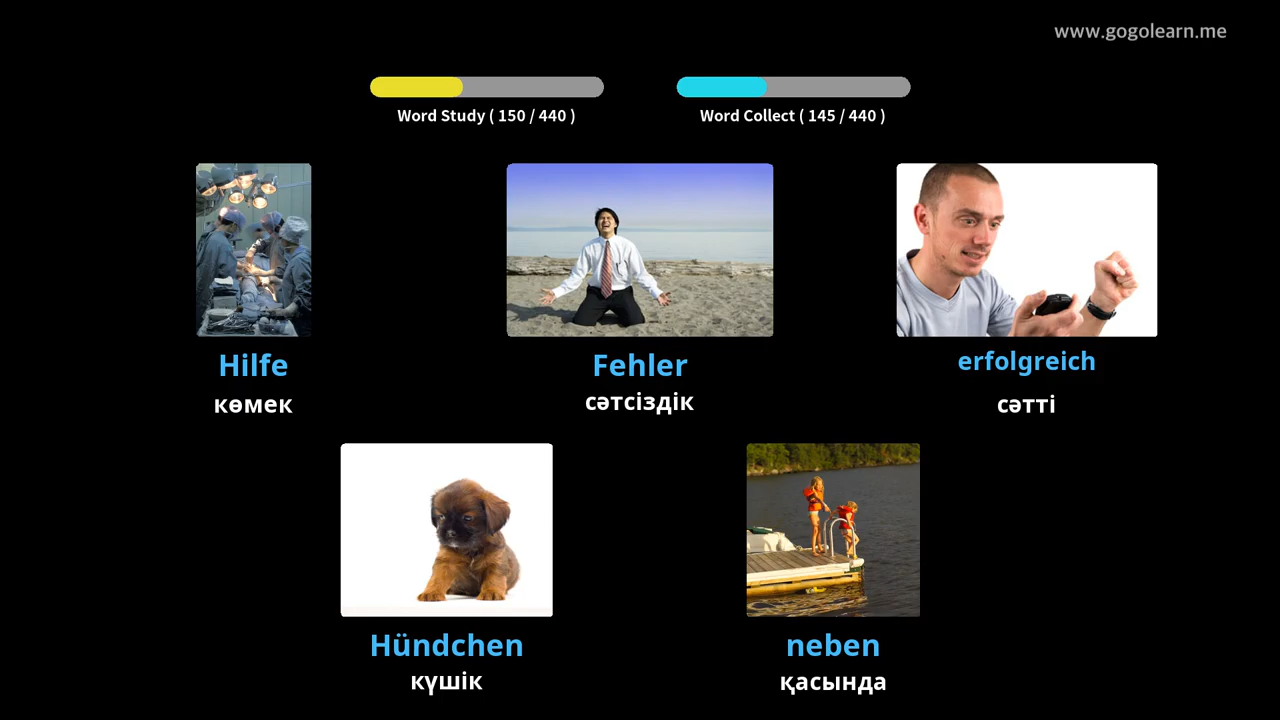 www.gogolearn.me
Word Study ( 150 / 440 )
Word Collect ( 145 / 440 )
Hilfe
көмек
Fehler
сәтсіздік
erfolgreich
сәтті
Hündchen
күшік
neben
қасында